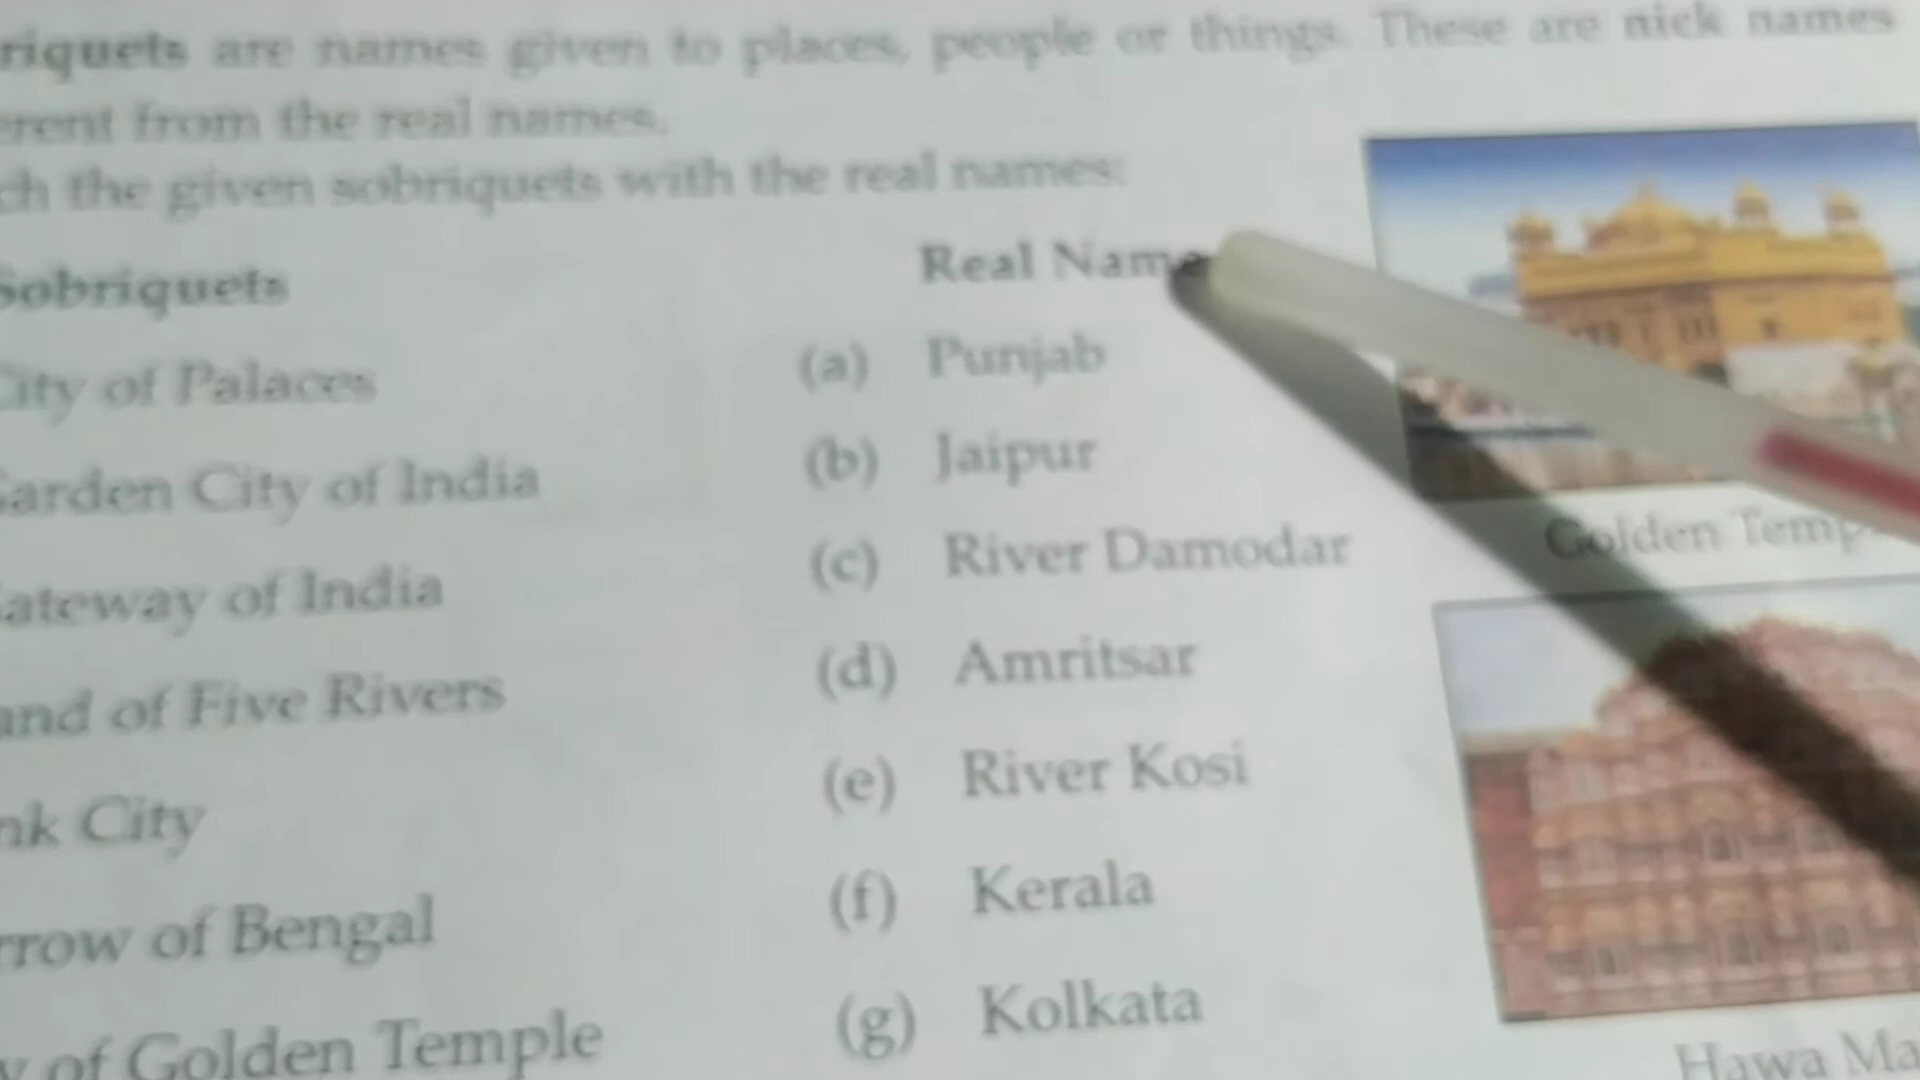 riquets are names given to places, people or things. These are nick names
erent from the real names.
ch the given sobriquets with the real names:
Sobriquets Real Name
City of Palaces (a) Punjab
Garden City of India (b) Jaipur
Gateway of India (c) River Damodar
Golden Temp
and of Five Rivers (d) Amritsar
nk City (e) River Kosi
rrow of Bengal (f) Kerala
y of Golden Temple (g) Kolkata
Hawa Ma